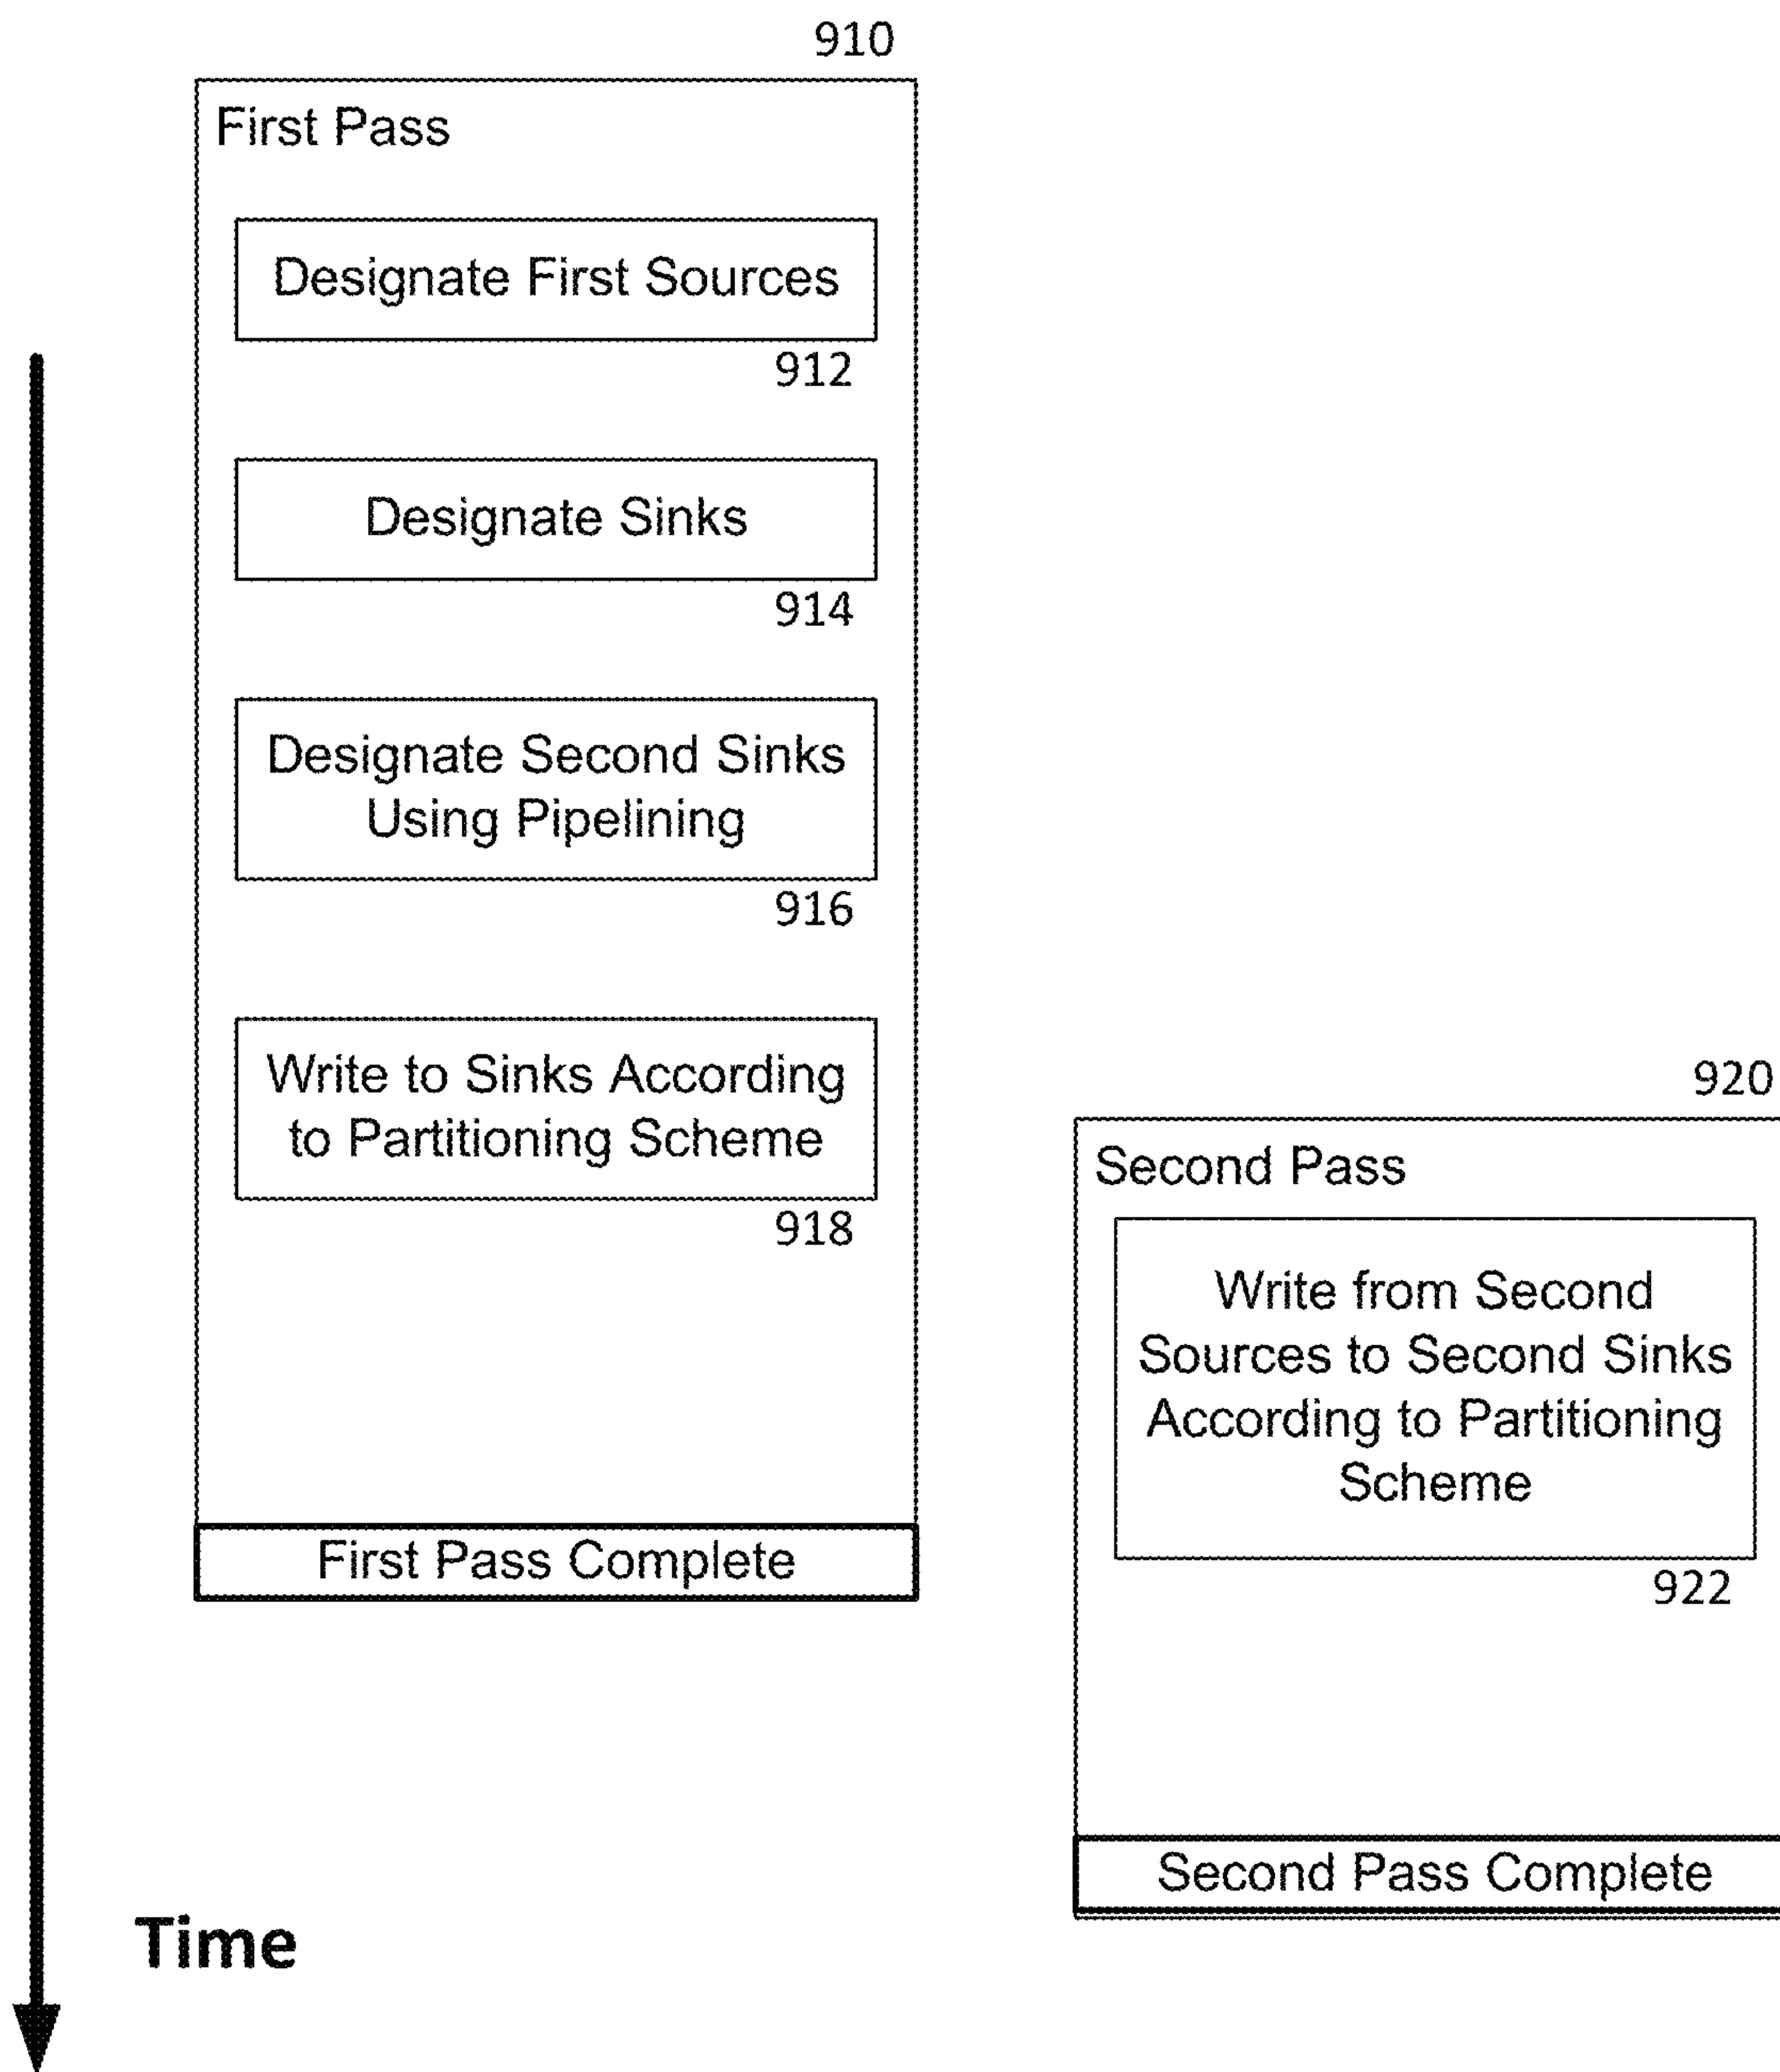 910
First Pass
Designate First Sources
912
Designate Sinks
914
Designate Second Sinks
Using Pipelining
916
Write to Sinks According
to Partitioning Scheme
918
First Pass Complete
920
Second Pass
Write from Second
Sources to Second Sinks
According to Partitioning
Scheme
922
Second Pass Complete
Time